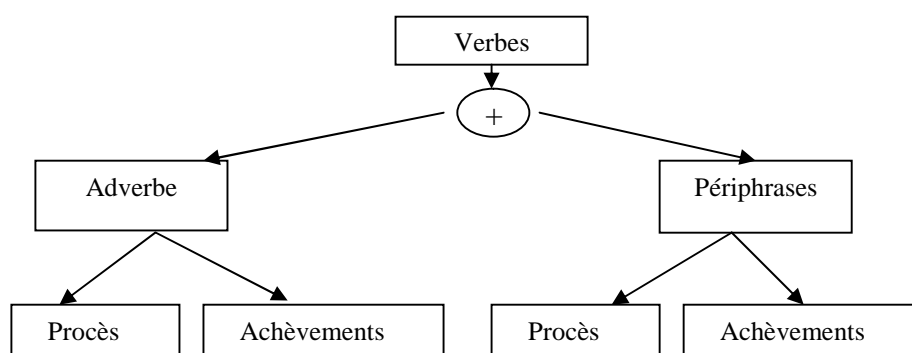 Verbes
+
Adverbe
Périphrases
Procès
Achèvements
Procès
Achèvements